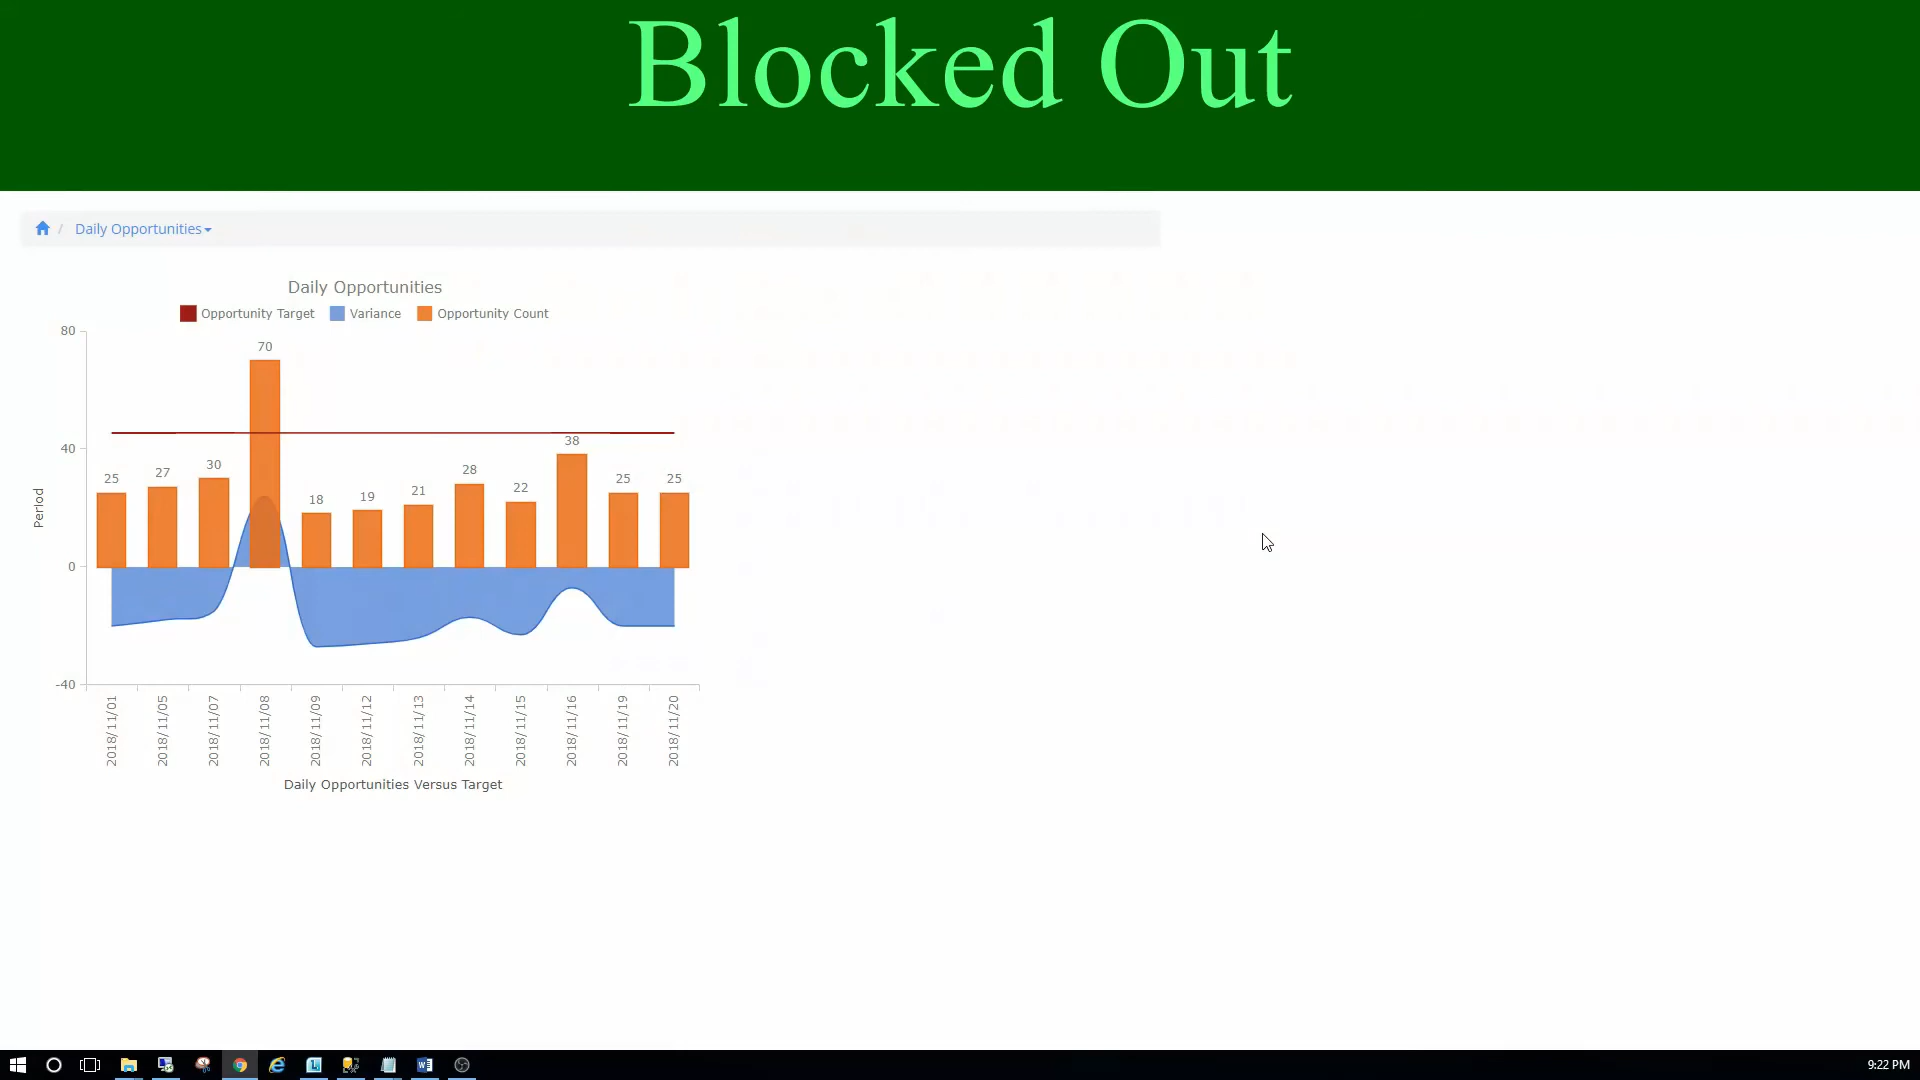 Blocked Out
/ Daily Opportunities
Daily Opportunities
Opportunity Target Variance Opportunity Count
80
40
0
-40
Period
25 27 30 70 18 19 21 28 22 38 25 25
2018/11/01 2018/11/05 2018/11/07 2018/11/08 2018/11/09 2018/11/12 2018/11/13 2018/11/14 2018/11/15 2018/11/16 2018/11/19 2018/11/20
Daily Opportunities Versus Target
9:22 PM